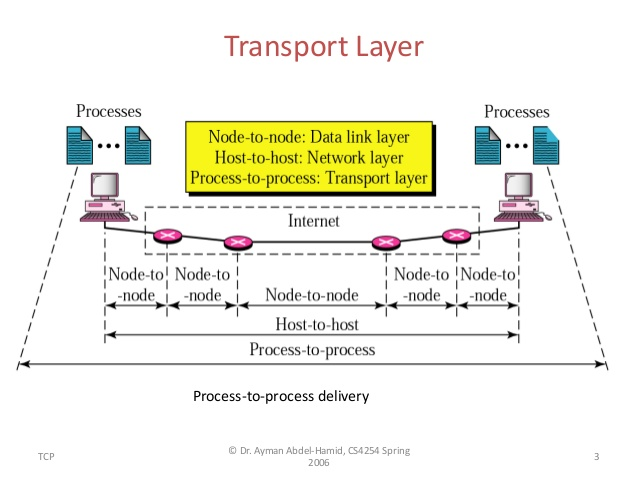 Transport Layer
Processes
Processes
Node-to-node: Data link layer
Host-to-host: Network layer
Process-to-process: Transport layer
Internet
Node-to
-node
Node-to
-node
Node-to-node
Node-to
-node
Node-to
-node
Host-to-host
Process-to-process
Process-to-process delivery
TCP
© Dr. Ayman Abdel-Hamid, CS4254 Spring
2006
3